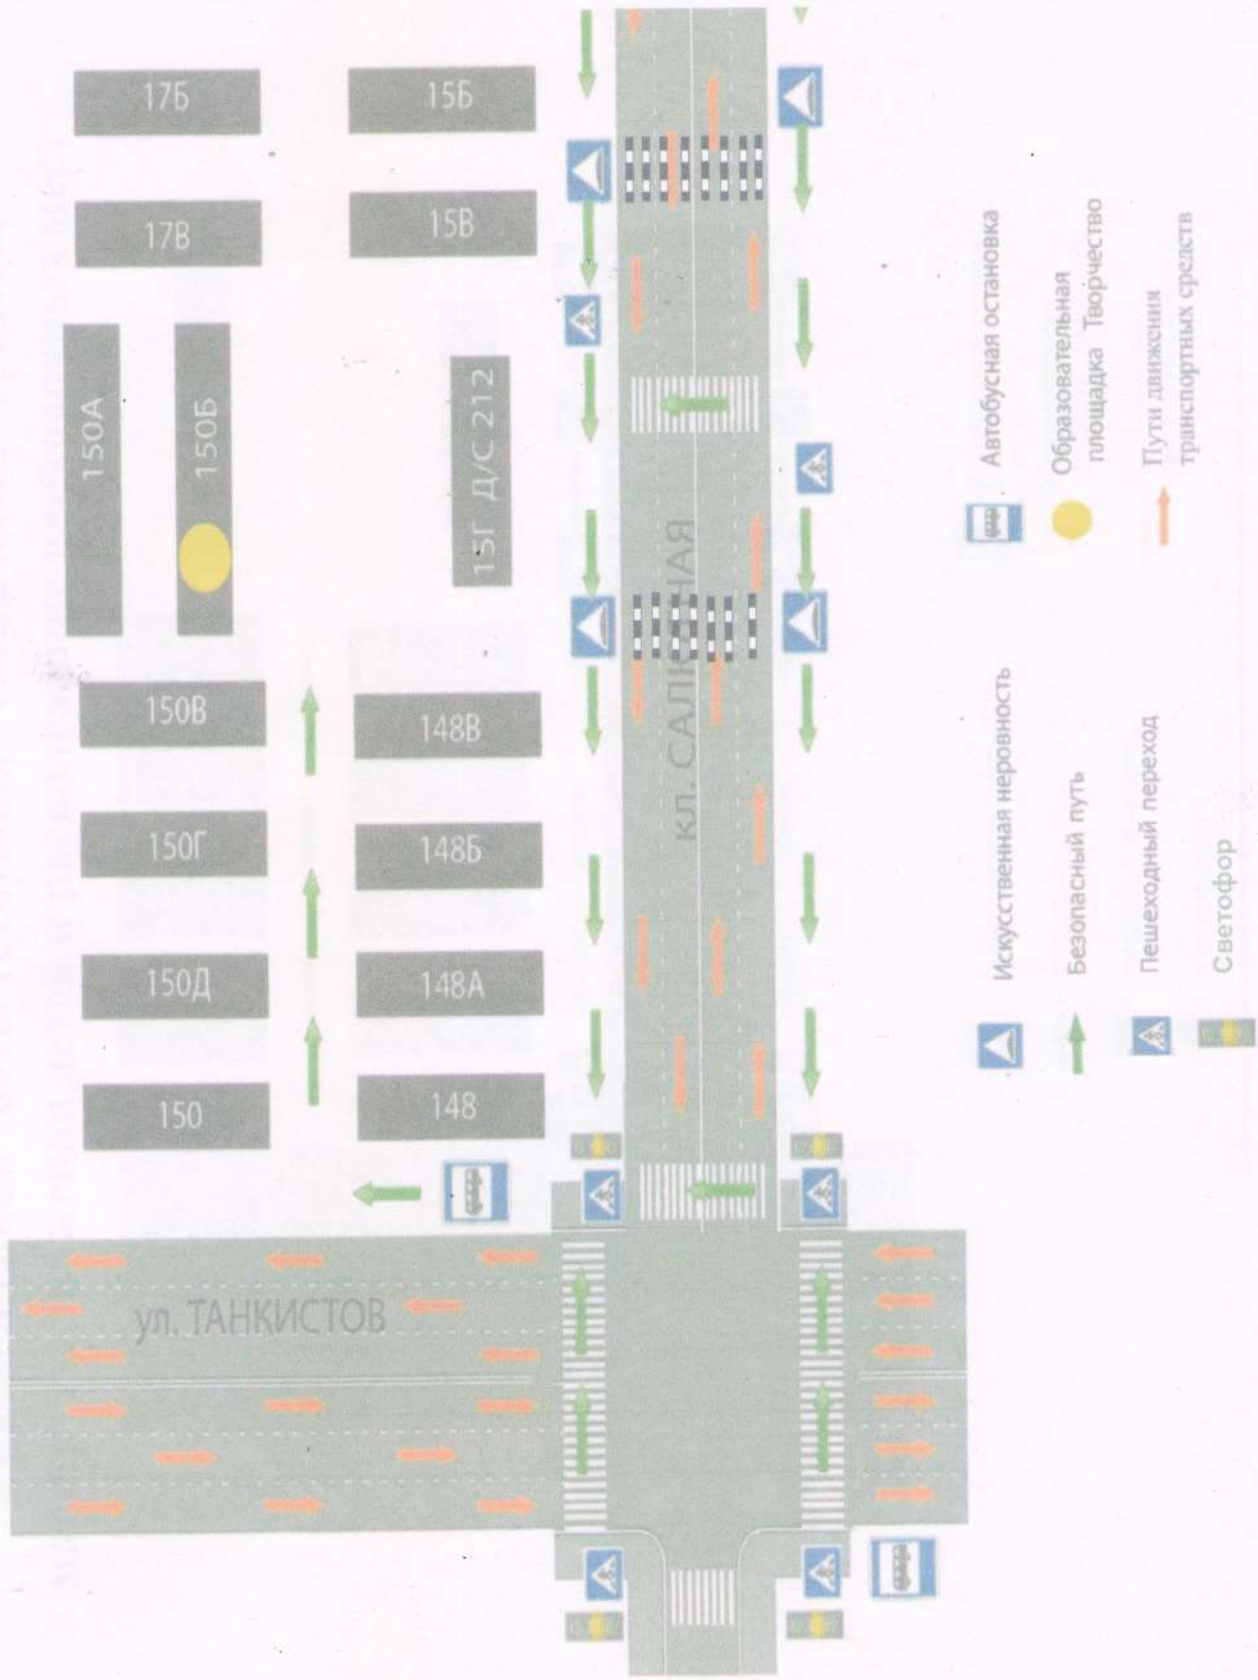 150А
150Б
17В
17Б
150
150Д
150Г
150В
148
148А
148Б
148В
15Г Д/С 212
15В
15Б
ул. ТАНКИСТОВ
кл. САЛЮТНАЯ
Искусственная неровность
Безопасный путь
Пешеходный переход
Светофор
Автобусная остановка
Образовательная
площадка Творчество
Пути движения
транспортных средств